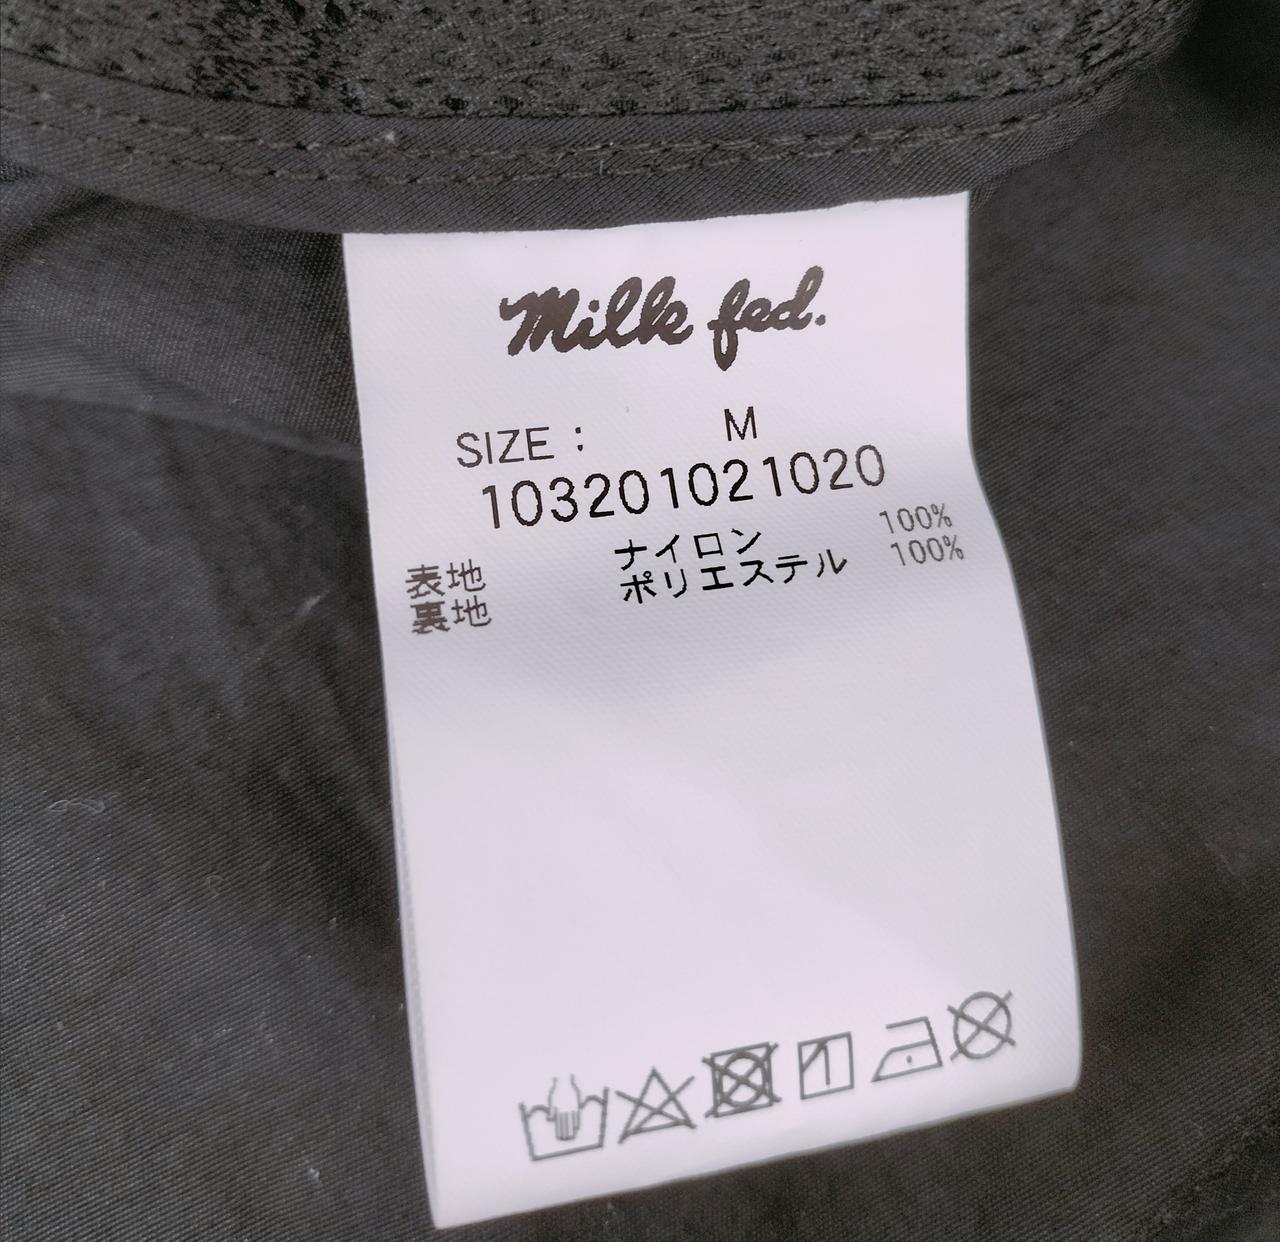 Milk fed.
SIZE : M
103201021020
表地 ナイロン 100%
裏地 ポリエステル 100%